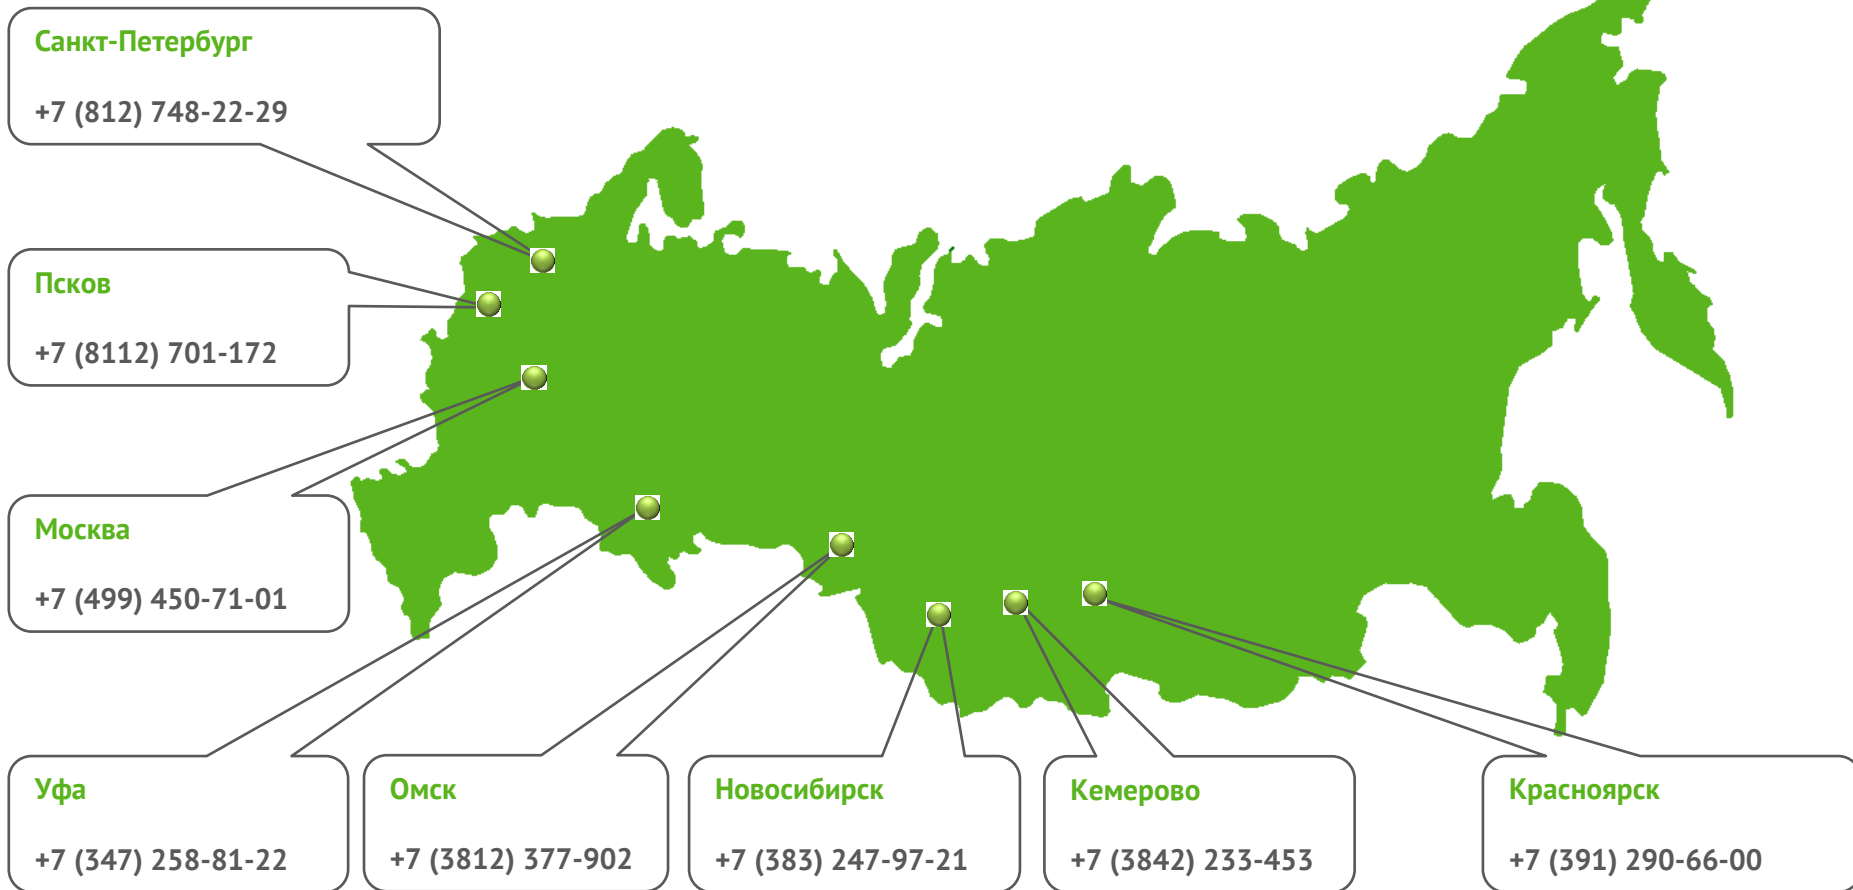 Санкт-Петербург
+7 (812) 748-22-29
Псков
+7 (8112) 701-172
Москва
+7 (499) 450-71-01
Уфа
+7 (347) 258-81-22
Омск
+7 (3812) 377-902
Новосибирск
+7 (383) 247-97-21
Кемерово
+7 (3842) 233-453
Красноярск
+7 (391) 290-66-00